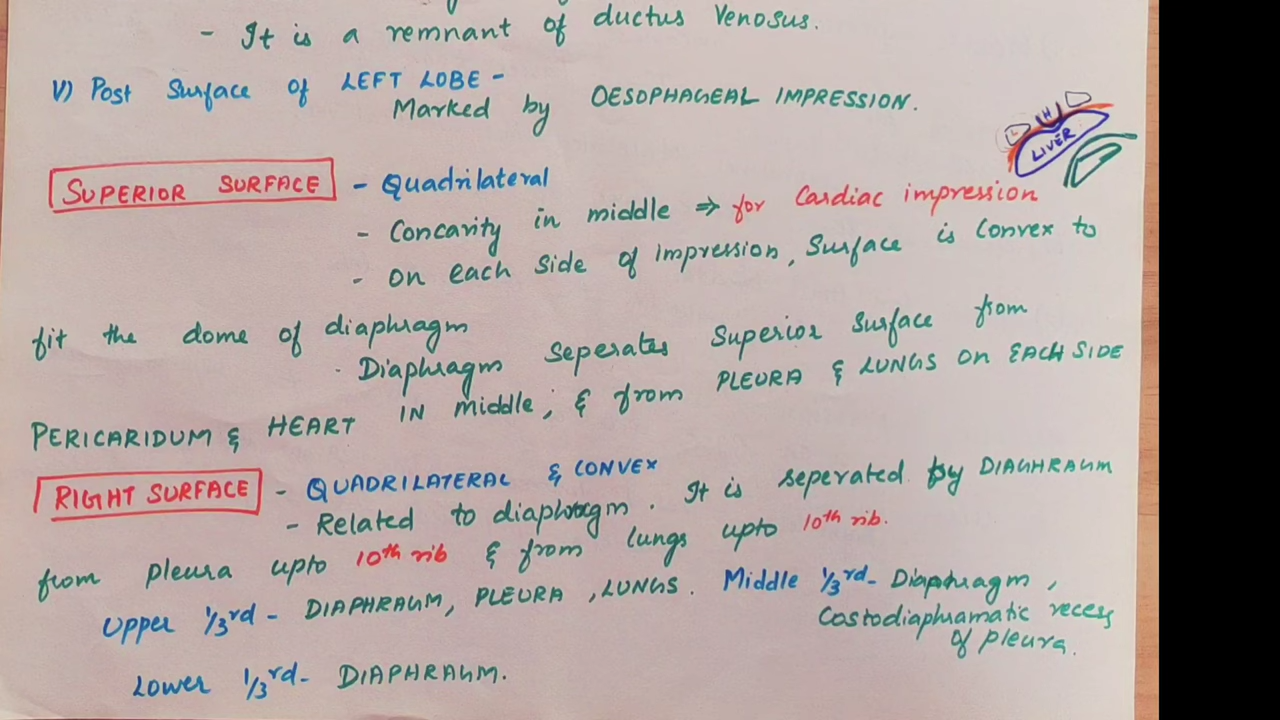 - It is a remnant of ductus Venosus.
V) Post Surface of LEFT LOBE -
Marked by OESOPHAGEAL IMPRESSION.
L H
LIVER
SUPERIOR SURFACE - Quadrilateral
- Concavity in middle ⇒ for Cardiac impression
- On each side of impression, Surface is Convex to
fit the dome of diaphragm
. Diaphragm seperates Superior Surface from
PERICARIDUM & HEART IN middle, & from PLEURA & LUNGS ON EACH SIDE
RIGHT SURFACE - QUADRILATERAL & CONVEX
- Related to diaphragm. It is seperated by DIAGHRAGM
from pleura upto 10th rib & from lungs upto 10th rib.
Upper 1/3rd - DIAPHRAGM, PLEURA, LUNGS. Middle 1/3rd - Diaphragm,
Costodiaphramatic recess
of pleura.
Lower 1/3rd - DIAPHRAGM.